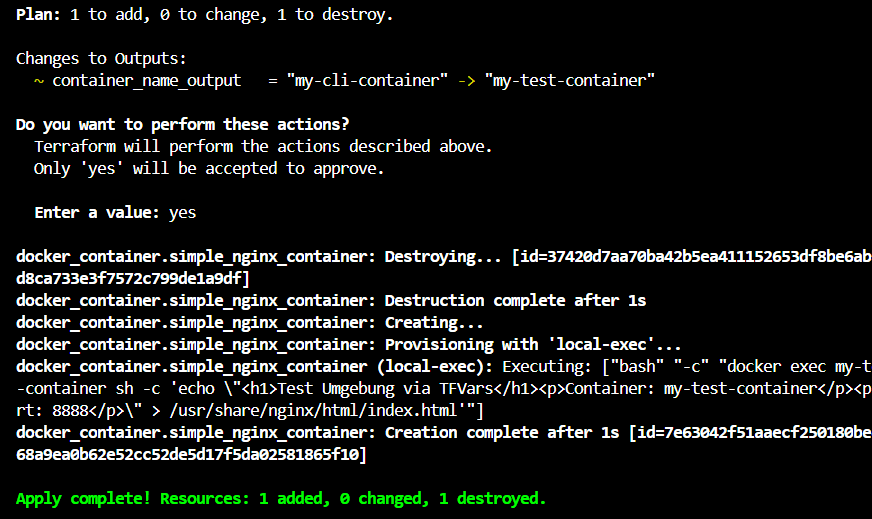 Plan: 1 to add, 0 to change, 1 to destroy.
Changes to Outputs:
~ container_name_output   = "my-cli-container" -> "my-test-container"
Do you want to perform these actions?
Terraform will perform the actions described above.
Only 'yes' will be accepted to approve.
Enter a value: yes
docker_container.simple_nginx_container: Destroying... [id=37420d7aa70ba42b5ea411152653df8be6ab
d8ca733e3f7572c799de1a9df]
docker_container.simple_nginx_container: Destruction complete after 1s
docker_container.simple_nginx_container: Creating...
docker_container.simple_nginx_container: Provisioning with 'local-exec'...
docker_container.simple_nginx_container (local-exec): Executing: ["bash" "-c" "docker exec my-t
-container sh -c 'echo \"<h1>Test Umgebung via TFVars</h1><p>Container: my-test-container</p><p
rt: 8888</p>\" > /usr/share/nginx/html/index.html'"]
docker_container.simple_nginx_container: Creation complete after 1s [id=7e63042f51aaecf250180be
68a9ea0b62e52cc52de5d17f5da02581865f10]
Apply complete! Resources: 1 added, 0 changed, 1 destroyed.